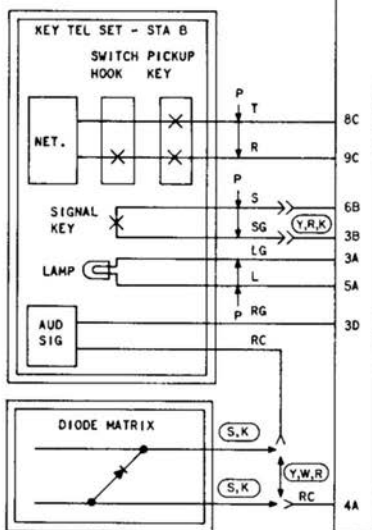 KEY TEL SET - STA B
SWITCH PICKUP
HOOK KEY
P
T
8C
NET.
R
9C
P
S
6B
SIGNAL
KEY
SG
Y,R,K
3B
LG
3A
LAMP
L
5A
P
RG
3D
AUD
SIG
RC
DIODE MATRIX
S,K
Y,W,R
S,K
RC
4A